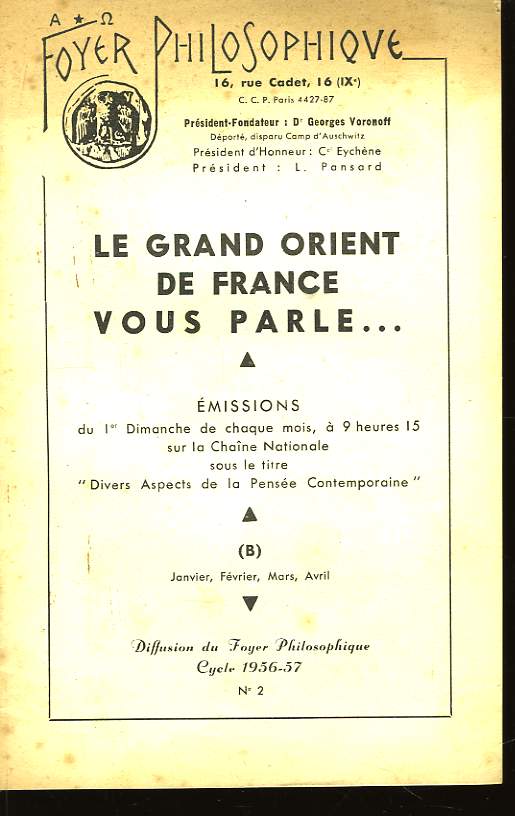 Α ★ Ω
FOYER PHILOSOPHIQVE
16, rue Cadet, 16 (IXᵉ)
C. C. P. Paris 4427-87
Président-Fondateur : Dʳ Georges Voronoff
Déporté, disparu Camp d'Auschwitz
Président d'Honneur : Cᵉˡ Eychène
Président : L. Pansard
LE GRAND ORIENT
DE FRANCE
VOUS PARLE...
▲
ÉMISSIONS
du 1ᵉʳ Dimanche de chaque mois, à 9 heures 15
sur la Chaîne Nationale
sous le titre
"Divers Aspects de la Pensée Contemporaine"
▲
(B)
Janvier, Février, Mars, Avril
▼
Diffusion du Foyer Philosophique
Cycle 1956-57
Nº 2